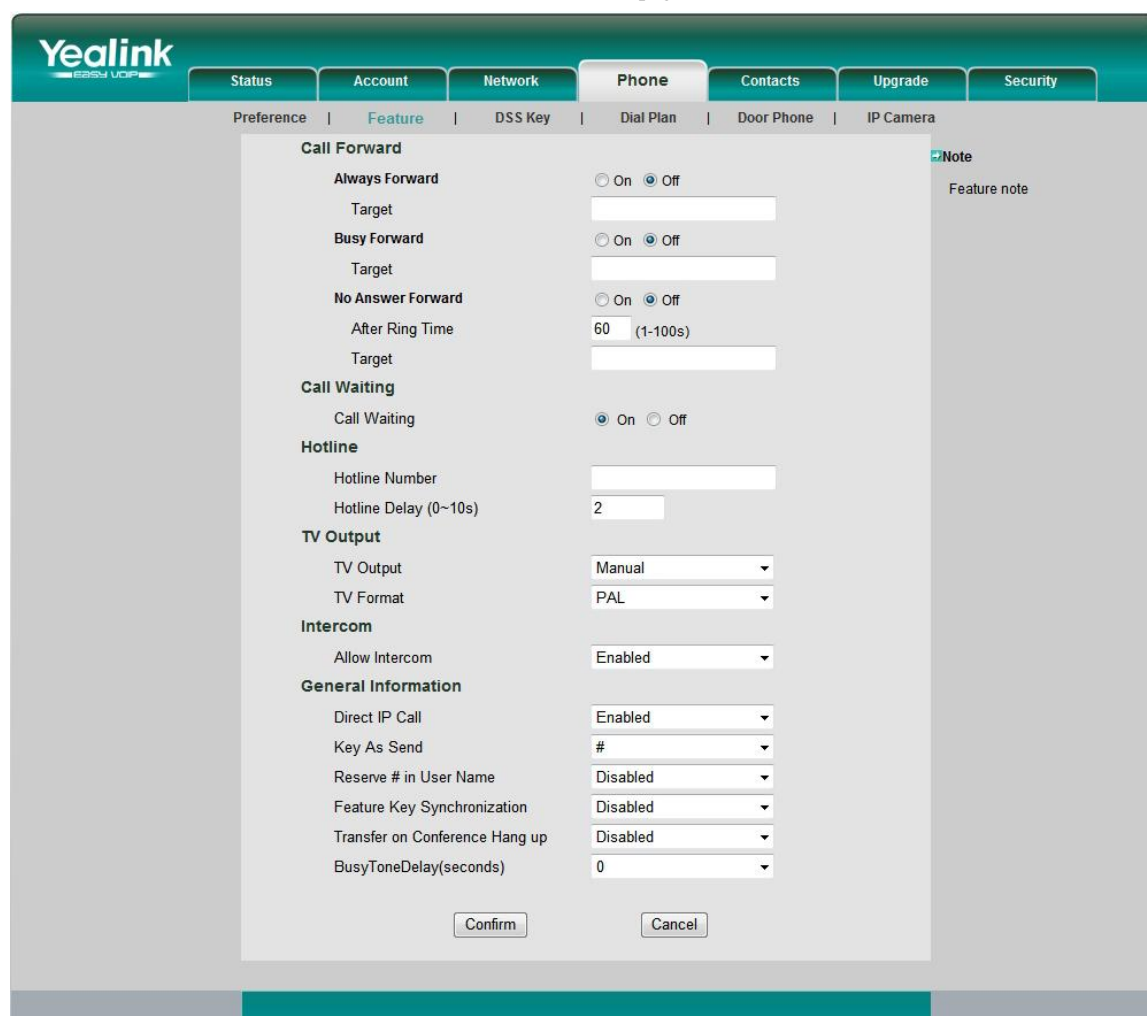 Yealink
EASY VOIP
Status Account Network Phone Contacts Upgrade Security
Preference | Feature | DSS Key | Dial Plan | Door Phone | IP Camera
Call Forward
Note
Always Forward On Off
Feature note
Target
Busy Forward On Off
Target
No Answer Forward On Off
After Ring Time 60 (1-100s)
Target
Call Waiting
Call Waiting On Off
Hotline
Hotline Number
Hotline Delay (0~10s) 2
TV Output
TV Output Manual
TV Format PAL
Intercom
Allow Intercom Enabled
General Information
Direct IP Call Enabled
Key As Send #
Reserve # in User Name Disabled
Feature Key Synchronization Disabled
Transfer on Conference Hang up Disabled
BusyToneDelay(seconds) 0
Confirm Cancel